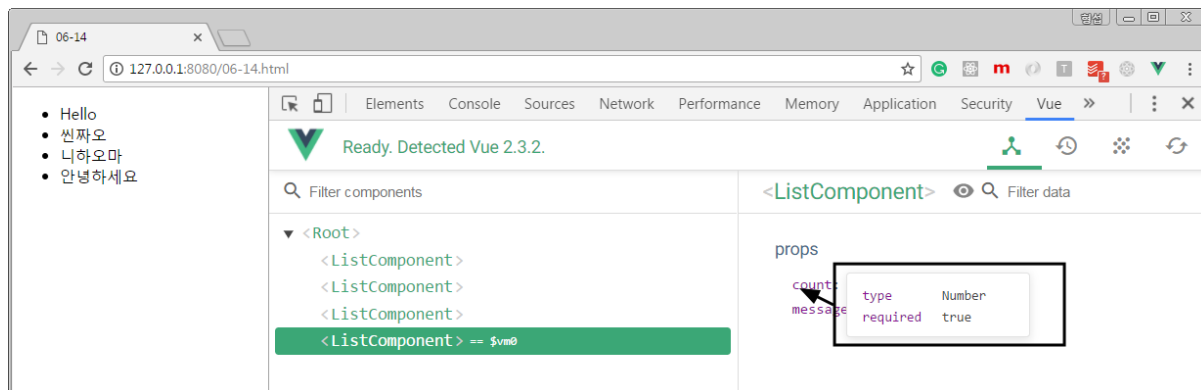 형섭
06-14
127.0.0.1:8080/06-14.html
Hello
씬짜오
니하오마
안녕하세요
Elements Console Sources Network Performance Memory Application Security Vue »
Ready. Detected Vue 2.3.2.
Filter components
<ListComponent> Filter data
▼ <Root>
<ListComponent>
<ListComponent>
<ListComponent>
<ListComponent> == $vm0
props
count:
message
type Number
required true